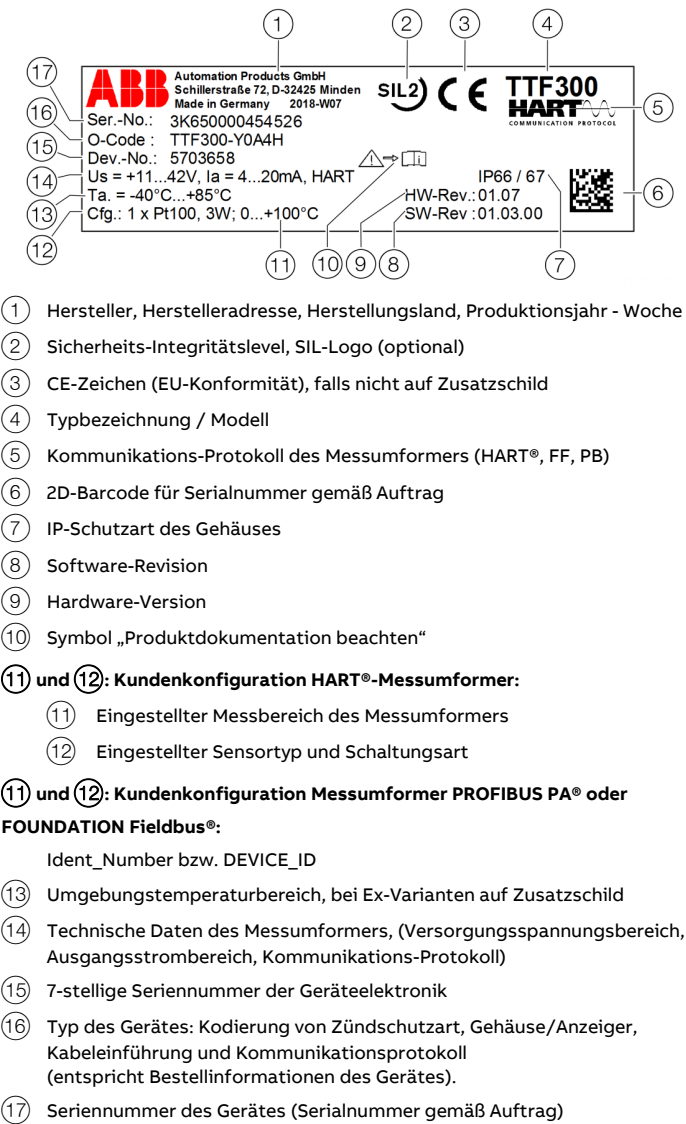 1 2 3 4
17 16 15 14 13 12
ABB
Automation Products GmbH
Schillerstraße 72, D-32425 Minden
Made in Germany 2018-W07
SIL2 CE TTF300
HART
COMMUNICATION PROTOCOL
5
Ser.-No.: 3K650000454526
O-Code : TTF300-Y0A4H
Dev.-No.: 5703658
Us = +11...42V, Ia = 4...20mA, HART
IP66 / 67
6
Ta. = -40°C...+85°C
HW-Rev.: 01.07
Cfg.: 1 x Pt100, 3W; 0...+100°C
SW-Rev : 01.03.00
11 10 9 8 7
1 Hersteller, Herstelleradresse, Herstellungsland, Produktionsjahr - Woche
2 Sicherheits-Integritätslevel, SIL-Logo (optional)
3 CE-Zeichen (EU-Konformität), falls nicht auf Zusatzschild
4 Typbezeichnung / Modell
5 Kommunikations-Protokoll des Messumformers (HART®, FF, PB)
6 2D-Barcode für Serialnummer gemäß Auftrag
7 IP-Schutzart des Gehäuses
8 Software-Revision
9 Hardware-Version
10 Symbol „Produktdokumentation beachten“
11 und 12: Kundenkonfiguration HART®-Messumformer:
11 Eingestellter Messbereich des Messumformers
12 Eingestellter Sensortyp und Schaltungsart
11 und 12: Kundenkonfiguration Messumformer PROFIBUS PA® oder
FOUNDATION Fieldbus®:
Ident_Number bzw. DEVICE_ID
13 Umgebungstemperaturbereich, bei Ex-Varianten auf Zusatzschild
14 Technische Daten des Messumformers, (Versorgungsspannungsbereich,
Ausgangsstrombereich, Kommunikations-Protokoll)
15 7-stellige Seriennummer der Geräteelektronik
16 Typ des Gerätes: Kodierung von Zündschutzart, Gehäuse/Anzeiger,
Kabeleinführung und Kommunikationsprotokoll
(entspricht Bestellinformationen des Gerätes).
17 Seriennummer des Gerätes (Serialnummer gemäß Auftrag)